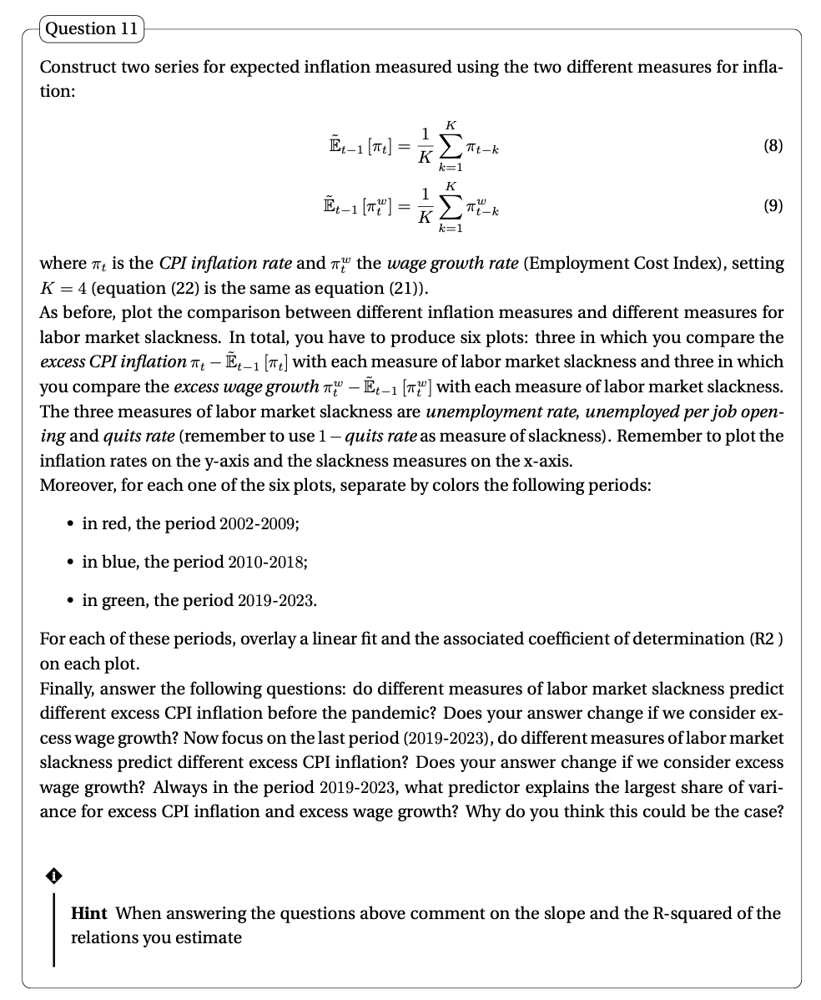 Question 11
Construct two series for expected inflation measured using the two different measures for infla-
tion:
$\tilde{\mathbb{E}}_{t-1}[\pi_t] = \frac{1}{K}\sum_{k=1}^{K} \pi_{t-k}$ (8)
$\tilde{\mathbb{E}}_{t-1}[\pi_t^w] = \frac{1}{K}\sum_{k=1}^{K} \pi_{t-k}^w$ (9)
where $\pi_t$ is the CPI inflation rate and $\pi_t^w$ the wage growth rate (Employment Cost Index), setting
$K = 4$ (equation (22) is the same as equation (21)).
As before, plot the comparison between different inflation measures and different measures for
labor market slackness. In total, you have to produce six plots: three in which you compare the
excess CPI inflation $\pi_t - \tilde{\mathbb{E}}_{t-1}[\pi_t]$ with each measure of labor market slackness and three in which
you compare the excess wage growth $\pi_t^w - \tilde{\mathbb{E}}_{t-1}[\pi_t^w]$ with each measure of labor market slackness.
The three measures of labor market slackness are unemployment rate, unemployed per job open-
ing and quits rate (remember to use 1 − quits rate as measure of slackness). Remember to plot the
inflation rates on the y-axis and the slackness measures on the x-axis.
Moreover, for each one of the six plots, separate by colors the following periods:
• in red, the period 2002-2009;
• in blue, the period 2010-2018;
• in green, the period 2019-2023.
For each of these periods, overlay a linear fit and the associated coefficient of determination (R2 )
on each plot.
Finally, answer the following questions: do different measures of labor market slackness predict
different excess CPI inflation before the pandemic? Does your answer change if we consider ex-
cess wage growth? Now focus on the last period (2019-2023), do different measures of labor market
slackness predict different excess CPI inflation? Does your answer change if we consider excess
wage growth? Always in the period 2019-2023, what predictor explains the largest share of vari-
ance for excess CPI inflation and excess wage growth? Why do you think this could be the case?
i
Hint When answering the questions above comment on the slope and the R-squared of the
relations you estimate